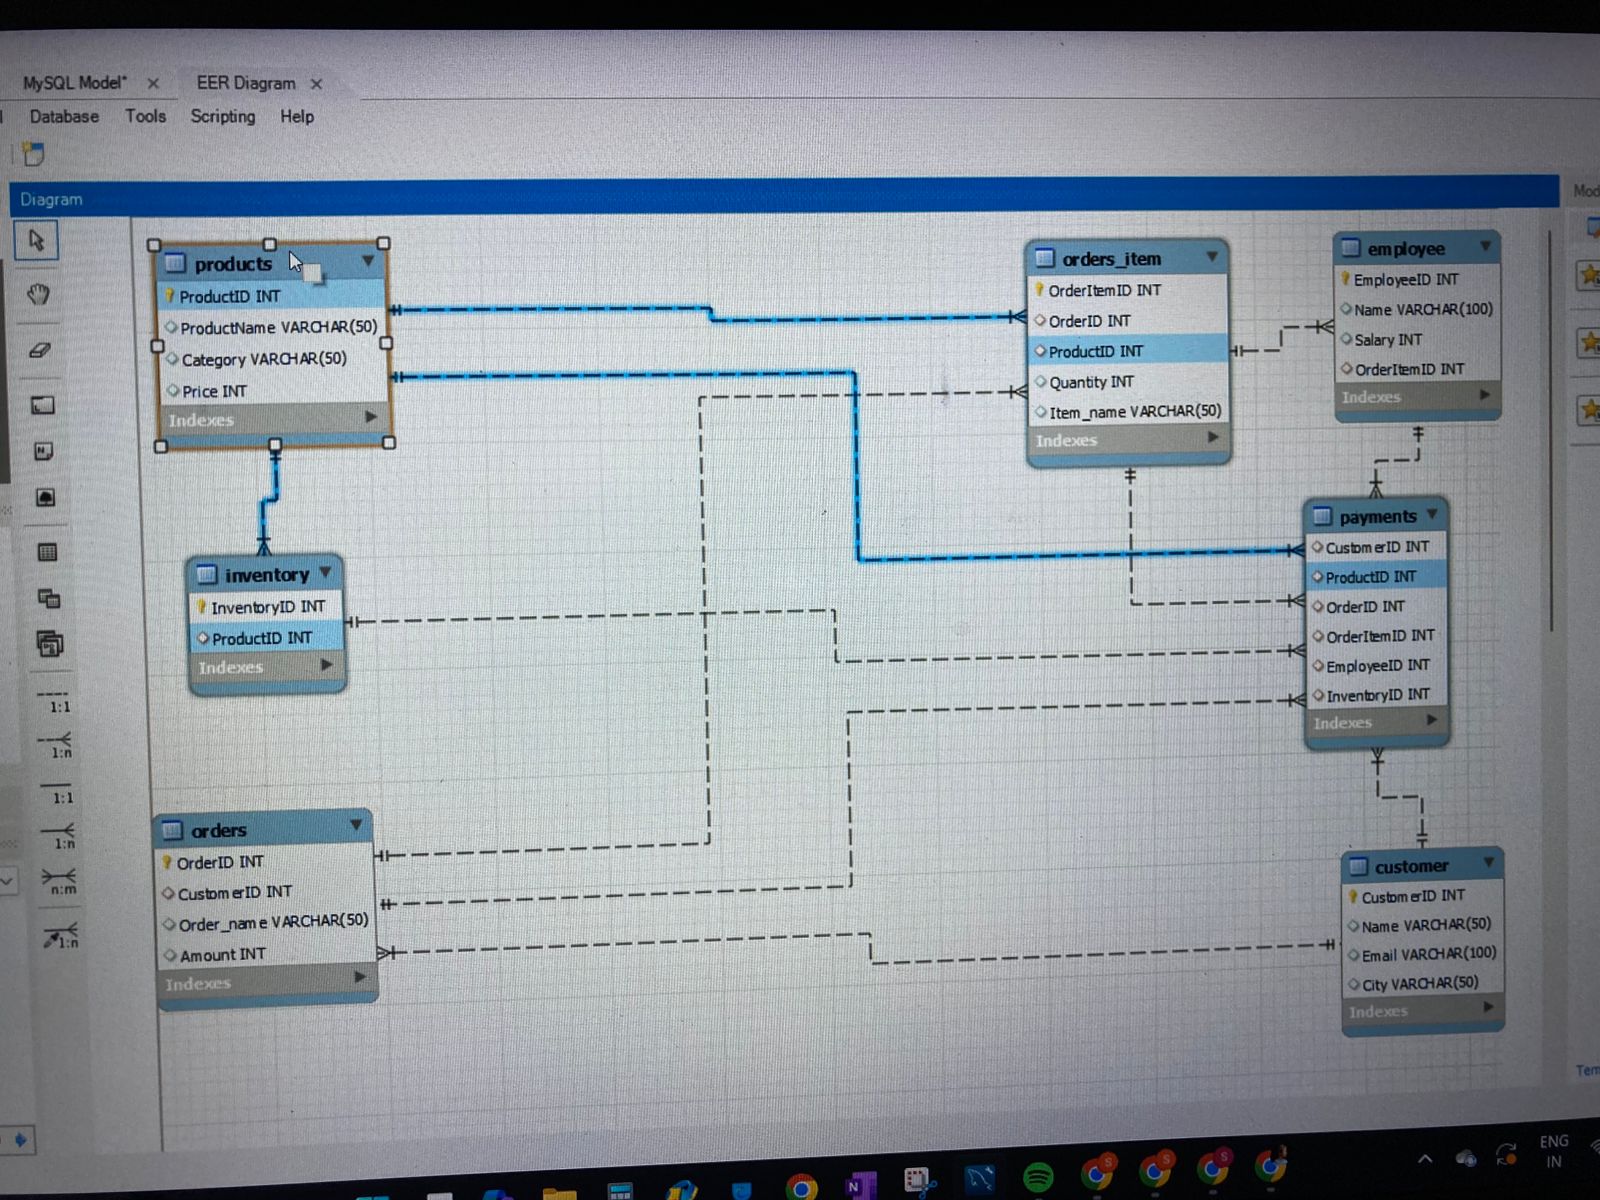 MySQL Model*
EER Diagram
Database Tools Scripting Help
Diagram
products
ProductID INT
ProductName VARCHAR(50)
Category VARCHAR(50)
Price INT
Indexes
orders_item
OrderItemID INT
OrderID INT
ProductID INT
Quantity INT
Item_name VARCHAR(50)
Indexes
employee
EmployeeID INT
Name VARCHAR(100)
Salary INT
OrderItemID INT
Indexes
inventory
InventoryID INT
ProductID INT
Indexes
payments
CustomerID INT
ProductID INT
OrderID INT
OrderItemID INT
EmployeeID INT
InventoryID INT
Indexes
orders
OrderID INT
CustomerID INT
Order_name VARCHAR(50)
Amount INT
Indexes
customer
CustomerID INT
Name VARCHAR(50)
Email VARCHAR(100)
City VARCHAR(50)
Indexes
1:1
1:n
1:1
1:n
n:m
1:n
Mod
Tem
ENG
IN